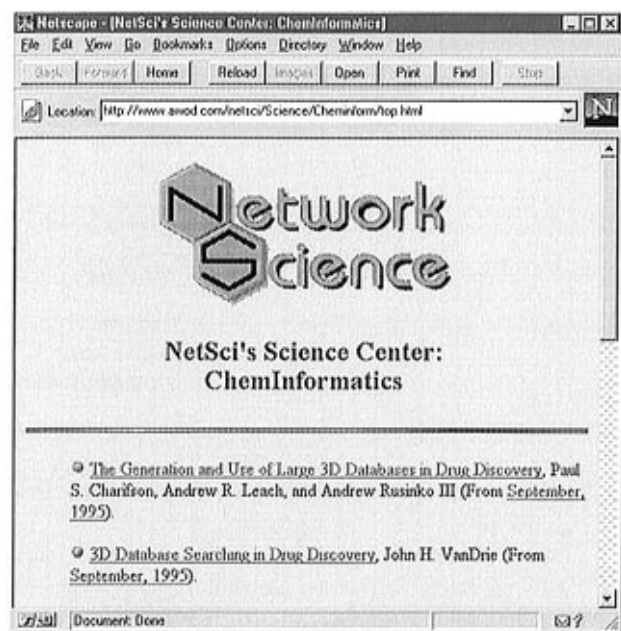 Netscape - [NetSci's Science Center: ChemInformatics]
File Edit View Go Bookmarks Options Directory Window Help
Back Forward Home Reload Images Open Print Find Stop
Location: http://www.awod.com/netsci/Science/Cheminform/top.html
N
Network
Science
NetSci's Science Center:
ChemInformatics
The Generation and Use of Large 3D Databases in Drug Discovery, Paul
S. Charifson, Andrew R. Leach, and Andrew Rusinko III (From September,
1995).
3D Database Searching in Drug Discovery, John H. VanDrie (From
September, 1995).
Document: Done